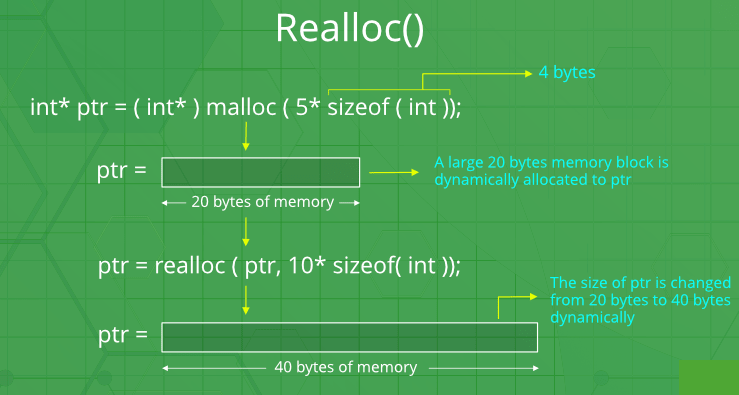 Realloc()
4 bytes
int* ptr = ( int* ) malloc ( 5* sizeof ( int ));
ptr =
A large 20 bytes memory block is
dynamically allocated to ptr
20 bytes of memory
ptr = realloc ( ptr, 10* sizeof( int ));
The size of ptr is changed
from 20 bytes to 40 bytes
dynamically
ptr =
40 bytes of memory